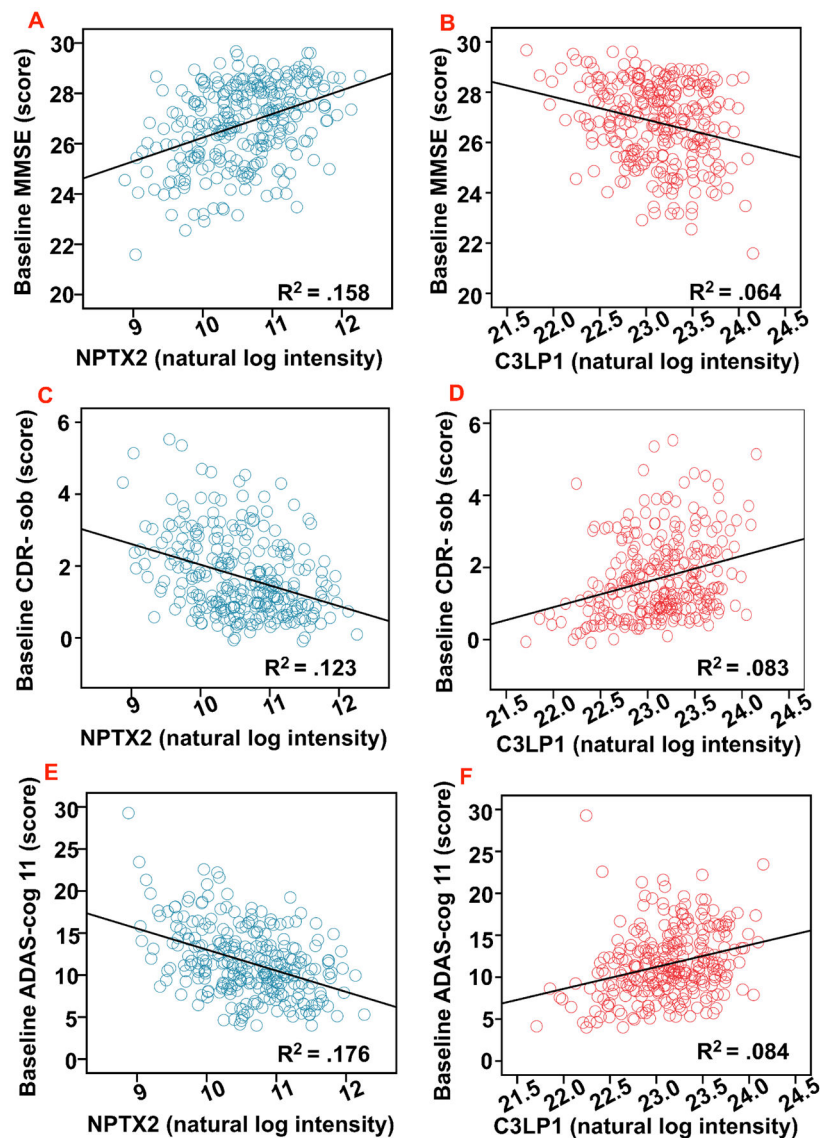 A
Baseline MMSE (score)
30
28
26
24
22
20
R² = .158
9 10 11 12
NPTX2 (natural log intensity)
B
Baseline MMSE (score)
30
28
26
24
22
20
R² = .064
21.5 22.0 22.5 23.0 23.5 24.0 24.5
C3LP1 (natural log intensity)
C
Baseline CDR- sob (score)
6
4
2
0
R² = .123
9 10 11 12
NPTX2 (natural log intensity)
D
Baseline CDR- sob (score)
6
4
2
0
R² = .083
21.5 22.0 22.5 23.0 23.5 24.0 24.5
C3LP1 (natural log intensity)
E
Baseline ADAS-cog 11 (score)
30
25
20
15
10
5
0
R² = .176
9 10 11 12
NPTX2 (natural log intensity)
F
Baseline ADAS-cog 11 (score)
30
25
20
15
10
5
0
R² = .084
21.5 22.0 22.5 23.0 23.5 24.0 24.5
C3LP1 (natural log intensity)